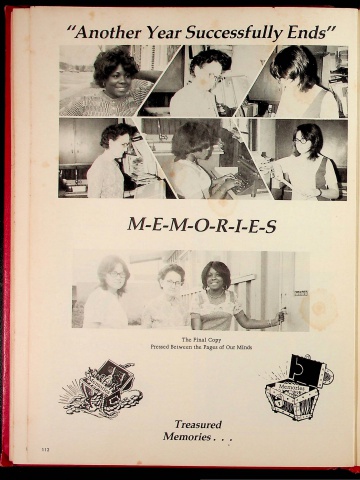 "Another Year Successfully Ends"
M-E-M-O-R-I-E-S
The Final Copy
Pressed Between the Pages of Our Minds
Memories
Treasured
Memories . . .
112